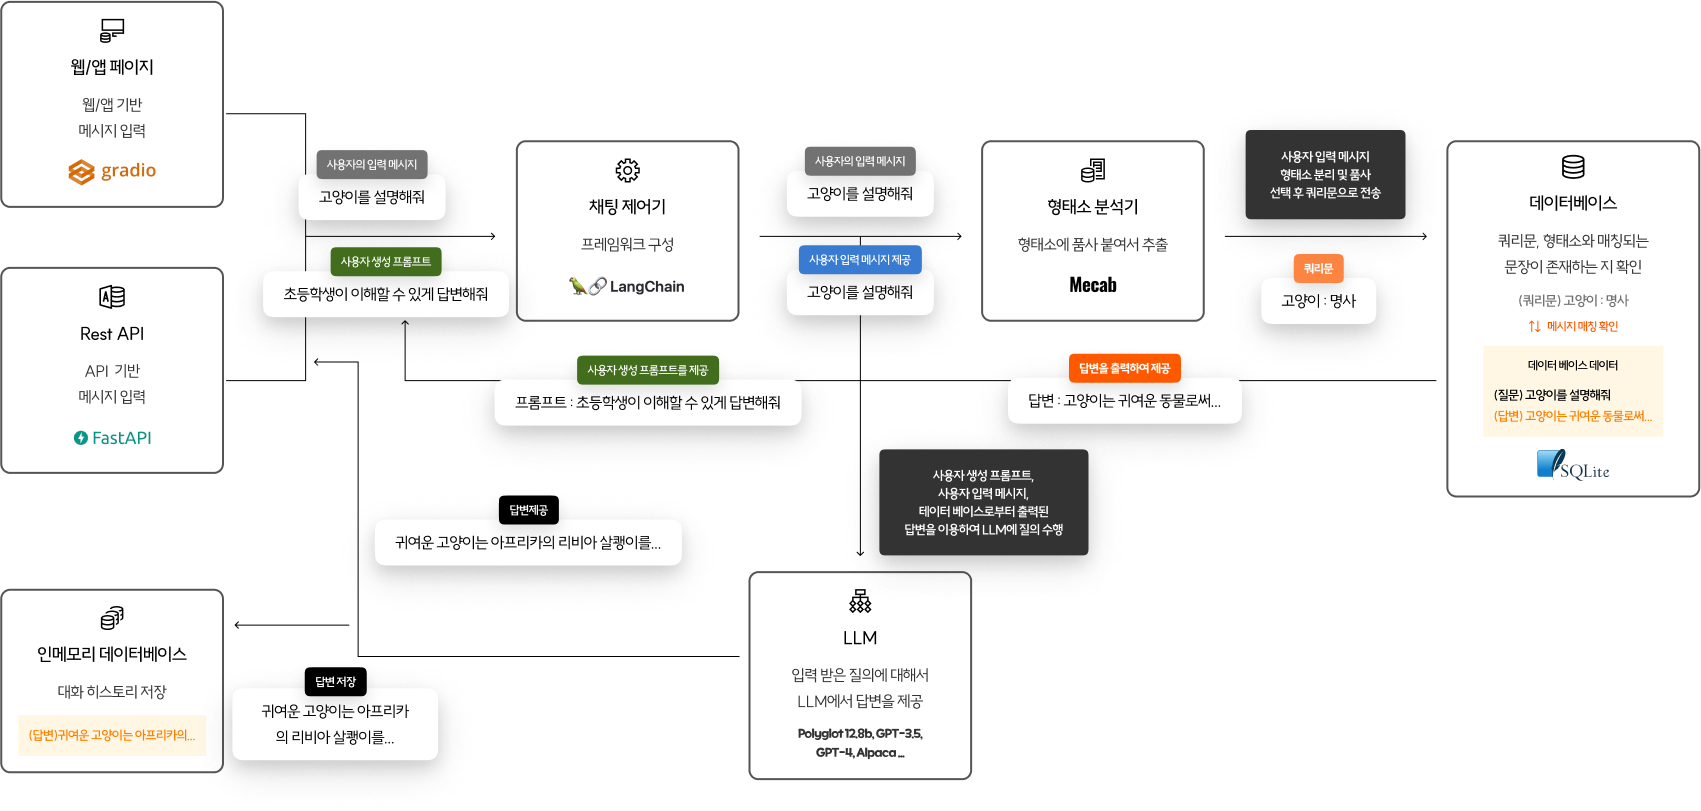 웹/앱 페이지
웹/앱 기반
메시지 입력
gradio
Rest API
API 기반
메시지 입력
FastAPI
인메모리 데이터베이스
대화 히스토리 저장
(답변)귀여운 고양이는 아프리카의...
사용자의 입력 메시지
고양이를 설명해줘
사용자 생성 프롬프트
초등학생이 이해할 수 있게 답변해줘
채팅 제어기
프레임워크 구성
LangChain
사용자의 입력 메시지
고양이를 설명해줘
사용자 입력 메시지 제공
고양이를 설명해줘
형태소 분석기
형태소에 품사 붙여서 추출
Mecab
사용자 입력 메시지
형태소 분리 및 품사
선택 후 쿼리문으로 전송
쿼리문
고양이 : 명사
데이터베이스
쿼리문, 형태소와 매칭되는
문장이 존재하는 지 확인
(쿼리문) 고양이 : 명사
메시지 매칭 확인
데이터 베이스 데이터
(질문) 고양이를 설명해줘
(답변) 고양이는 귀여운 동물로써...
SQLite
사용자 생성 프롬프트를 제공
프롬프트 : 초등학생이 이해할 수 있게 답변해줘
답변을 출력하여 제공
답변 : 고양이는 귀여운 동물로써...
사용자 생성 프롬프트,
사용자 입력 메시지,
테이터 베이스로부터 출력된
답변을 이용하여 LLM에 질의 수행
답변제공
귀여운 고양이는 아프리카의 리비아 살쾡이를...
답변 저장
귀여운 고양이는 아프리카
의 리비아 살쾡이를...
LLM
입력 받은 질의에 대해서
LLM에서 답변을 제공
Polyglot 12.8b, GPT-3.5,
GPT-4, Alpaca ...